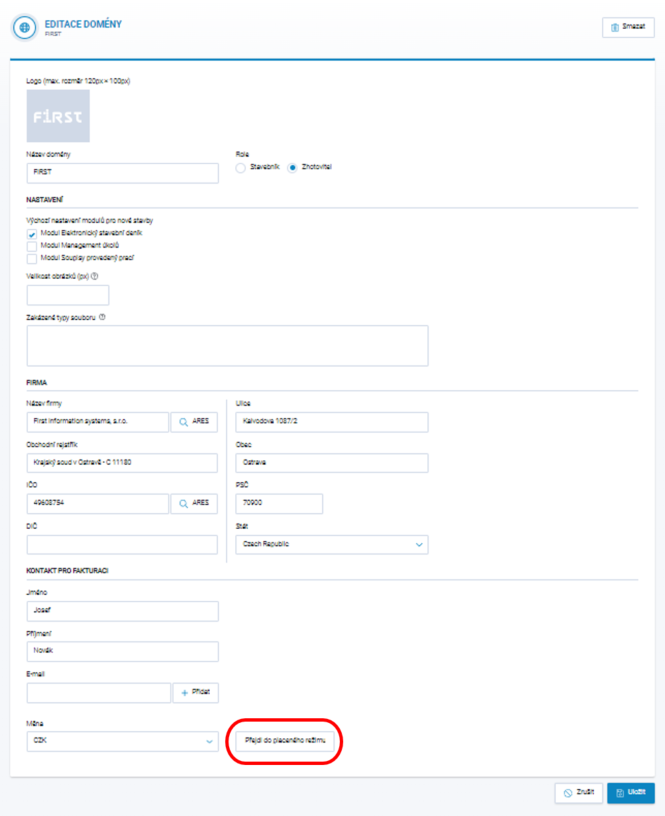 EDITACE DOMÉNY
FIRST
Smazat
Logo (max. rozměr 120px × 100px)
FiRST
Název domény
Role
FIRST
Stavebník
Zhotovitel
NASTAVENÍ
Výchozí nastavení modulů pro nové stavby
Modul Elektronický stavební deník
Modul Management úkolů
Modul Soupisy provedený prací
Velikost obrázků (px)
Zakázené typy souboru
FIRMA
Název firmy
Ulice
First information systems, s.r.o.
ARES
Kalvodova 1087/2
Obchodní rejstřík
Obec
Krajský soud v Ostravě - C 11180
Ostrava
IČO
PSČ
49608754
ARES
70900
DIČ
Stát
Czech Republic
KONTAKT PRO FAKTURACI
Jméno
Josef
Příjmení
Novák
E-mail
+ Přidat
Měna
CZK
Přejdi do placeného režimu
Zrušit
Uložit